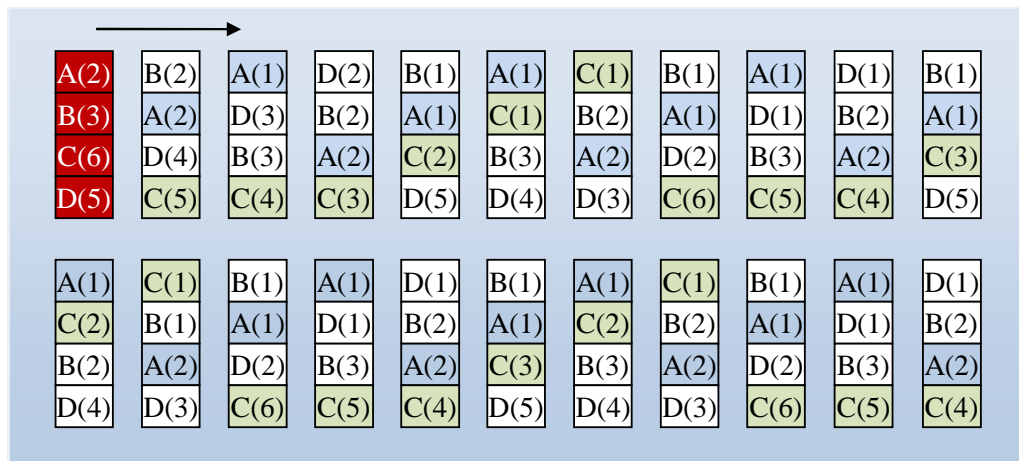 A(2) B(2) A(1) D(2) B(1) A(1) C(1) B(1) A(1) D(1) B(1)
B(3) A(2) D(3) B(2) A(1) C(1) B(2) A(1) D(1) B(2) A(1)
C(6) D(4) B(3) A(2) C(2) B(3) A(2) D(2) B(3) A(2) C(3)
D(5) C(5) C(4) C(3) D(5) D(4) D(3) C(6) C(5) C(4) D(5)
A(1) C(1) B(1) A(1) D(1) B(1) A(1) C(1) B(1) A(1) D(1)
C(2) B(1) A(1) D(1) B(2) A(1) C(2) B(2) A(1) D(1) B(2)
B(2) A(2) D(2) B(3) A(2) C(3) B(3) A(2) D(2) B(3) A(2)
D(4) D(3) C(6) C(5) C(4) D(5) D(4) D(3) C(6) C(5) C(4)